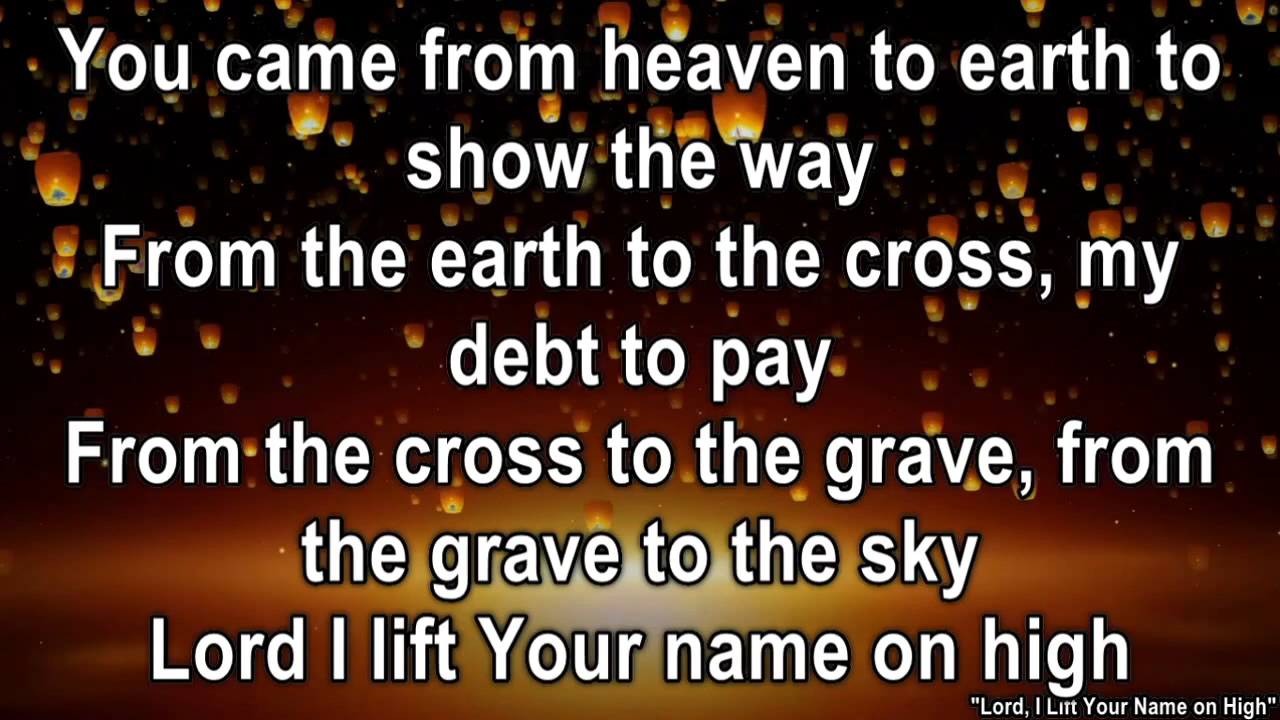 You came from heaven to earth to
show the way
From the earth to the cross, my
debt to pay
From the cross to the grave, from
the grave to the sky
Lord I lift Your name on high
"Lord, I Lift Your Name on High"